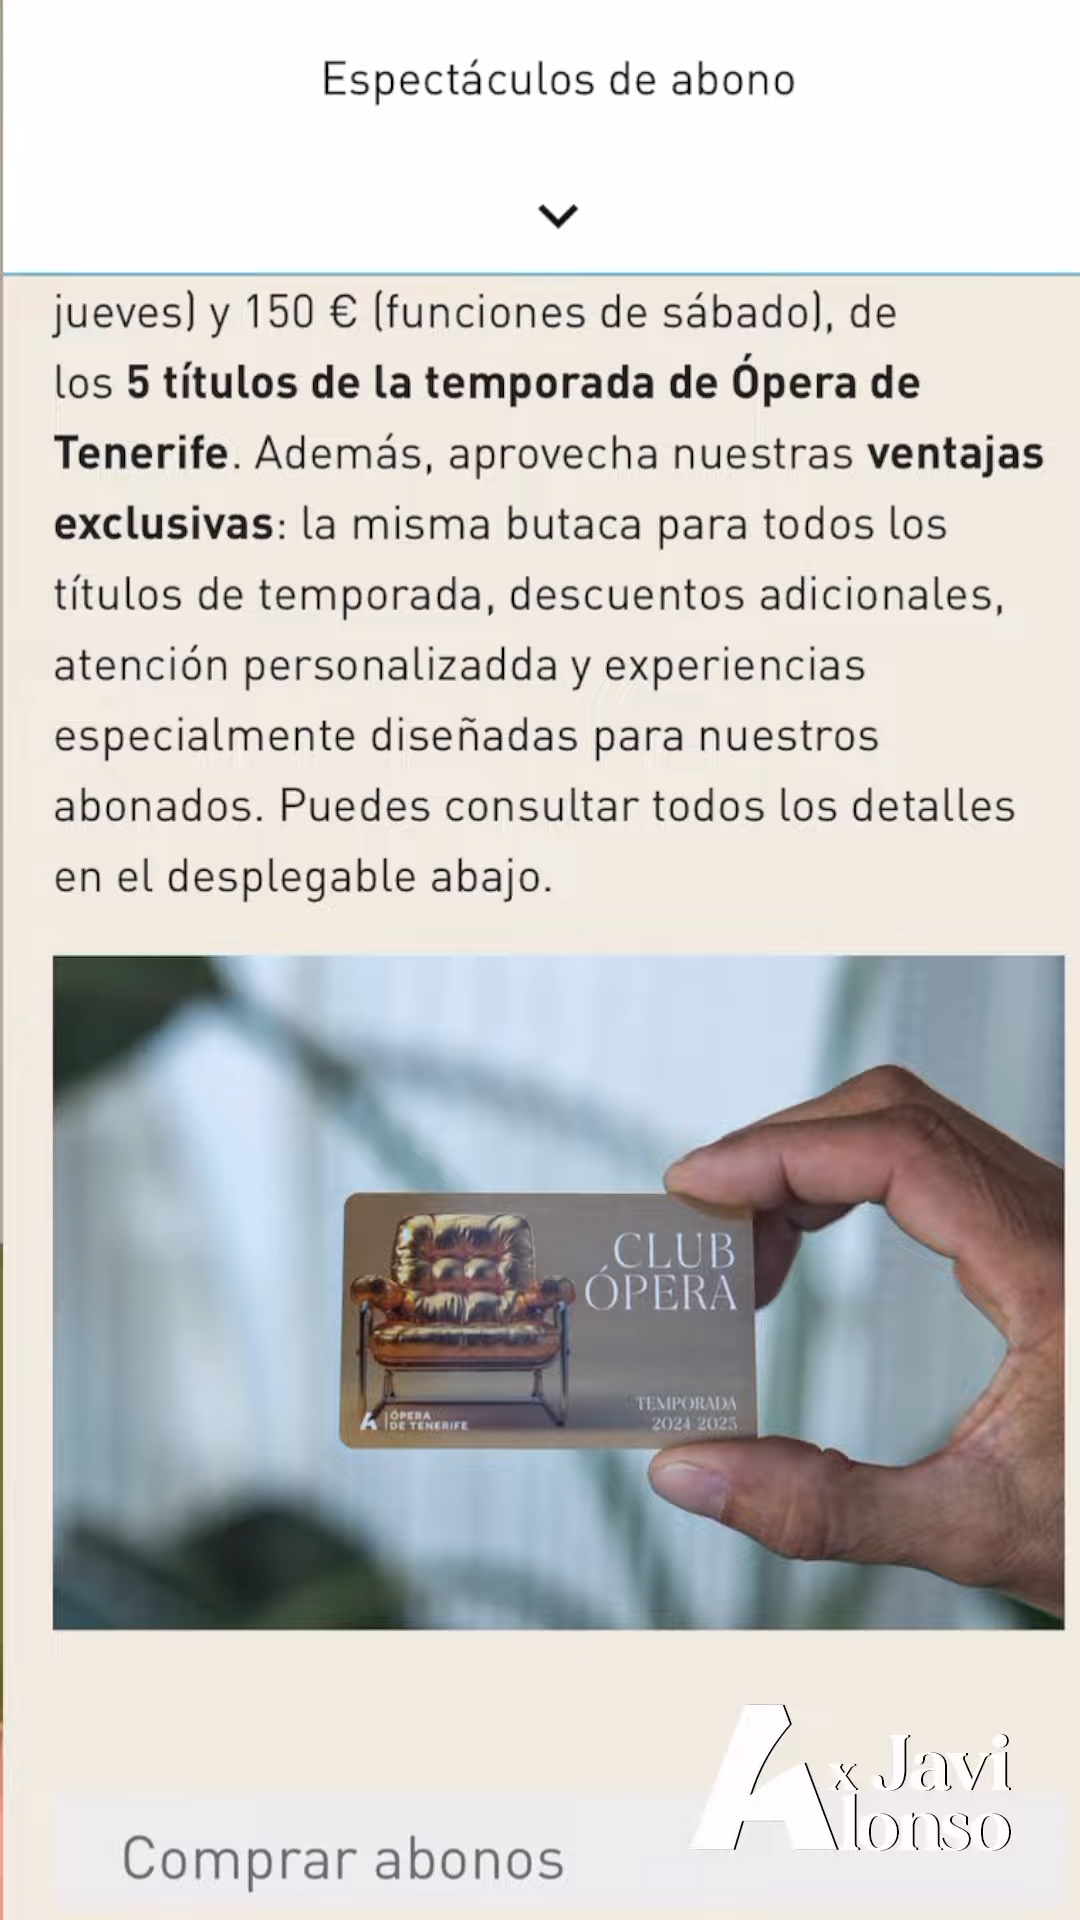 Espectáculos de abono
jueves) y 150 € (funciones de sábado), de
los 5 títulos de la temporada de Ópera de
Tenerife. Además, aprovecha nuestras ventajas
exclusivas: la misma butaca para todos los
títulos de temporada, descuentos adicionales,
atención personalizadda y experiencias
especialmente diseñadas para nuestros
abonados. Puedes consultar todos los detalles
en el desplegable abajo.
CLUB
ÓPERA
TEMPORADA
2024-2025
ÓPERA
DE TENERIFE
x Javi
Alonso
Comprar abonos